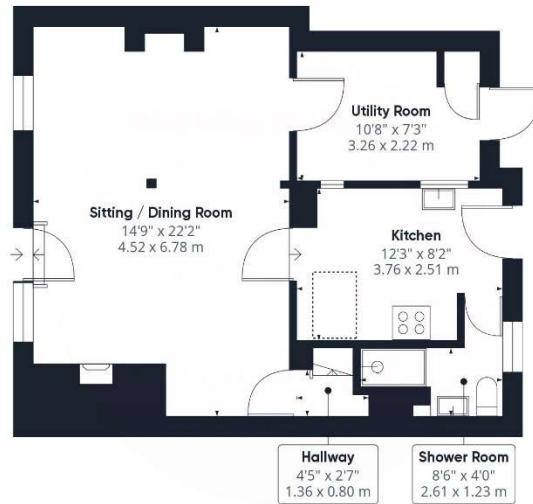 Utility Room
10'8" x 7'3"
3.26 x 2.22 m
Sitting / Dining Room
14'9" x 22'2"
4.52 x 6.78 m
Kitchen
12'3" x 8'2"
3.76 x 2.51 m
Hallway
4'5" x 2'7"
1.36 x 0.80 m
Shower Room
8'6" x 4'0"
2.61 x 1.23 m